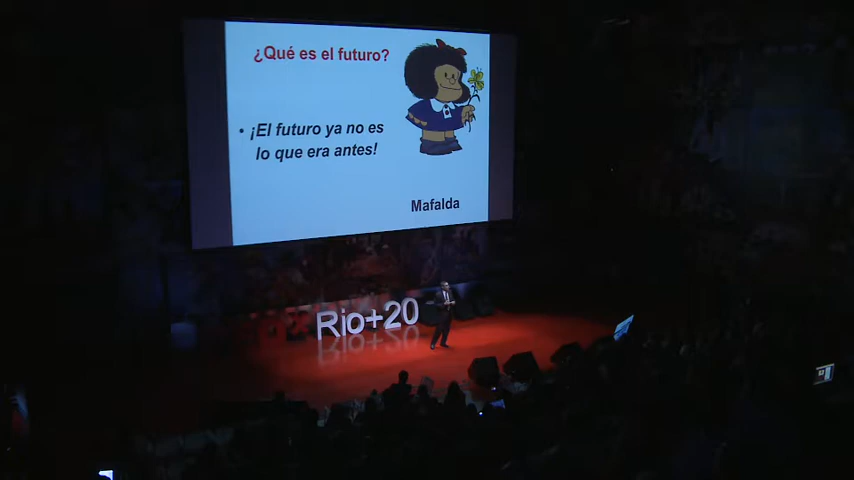 ¿Qué es el futuro?
• ¡El futuro ya no es
lo que era antes!
Mafalda
Rio+20